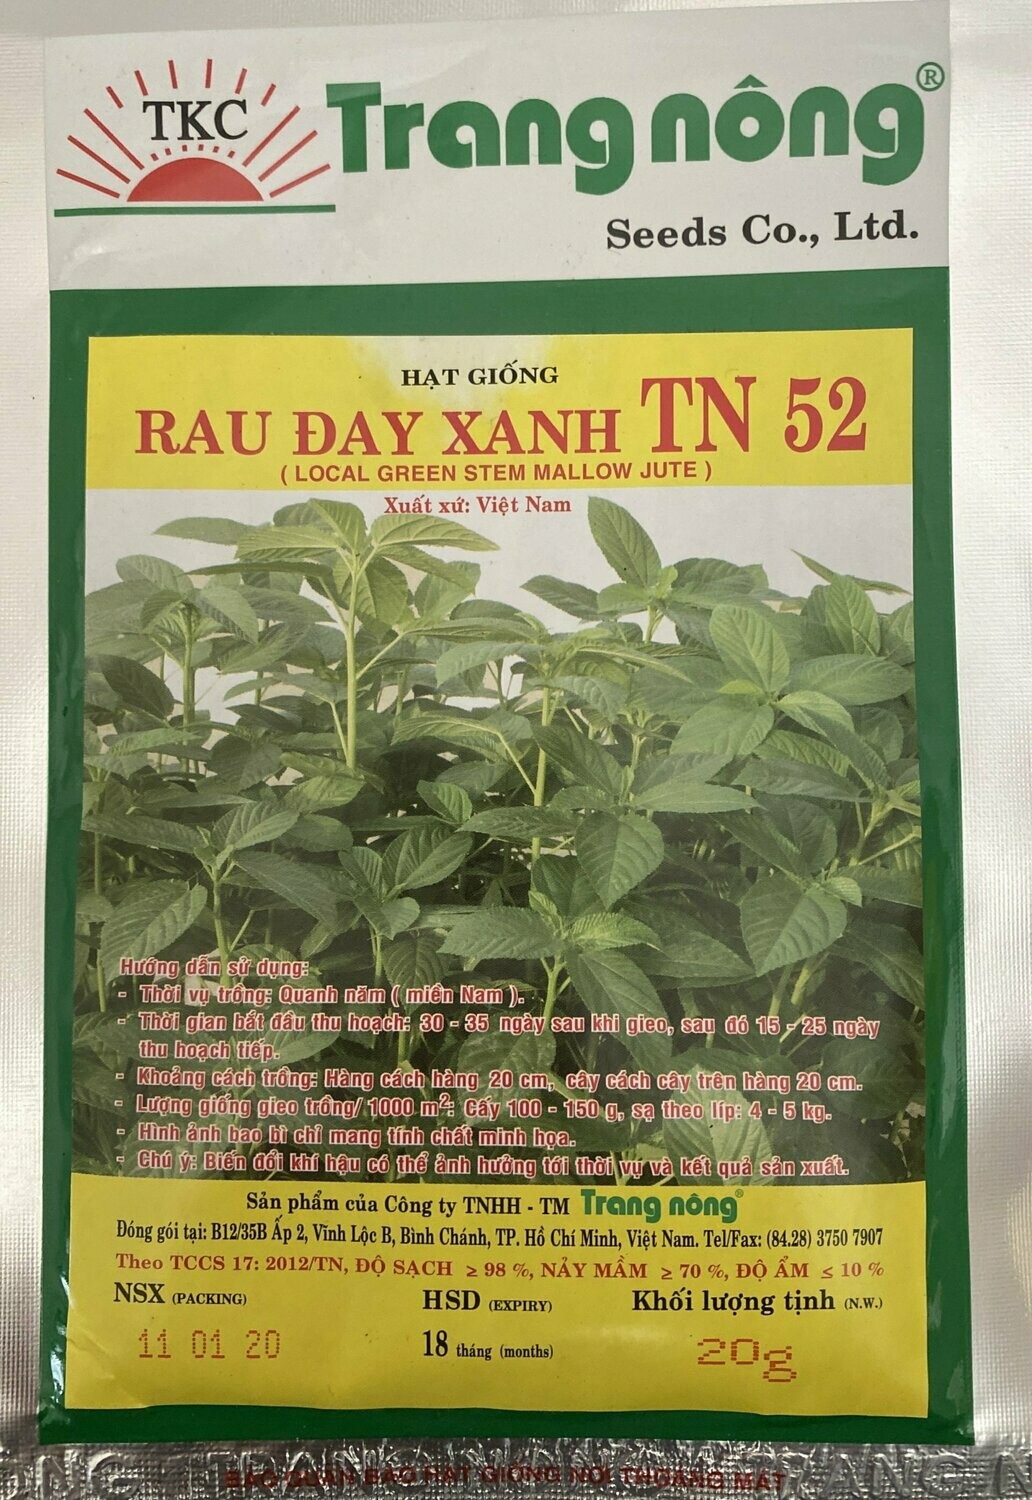 TKC
Trang nông®
Seeds Co., Ltd.
HẠT GIỐNG
RAU ĐAY XANH TN 52
( LOCAL GREEN STEM MALLOW JUTE )
Xuất xứ: Việt Nam
Hướng dẫn sử dụng:
- Thời vụ trồng: Quanh năm ( miền Nam ).
- Thời gian bắt đầu thu hoạch: 30 - 35 ngày sau khi gieo, sau đó 15 - 25 ngày
thu hoạch tiếp.
- Khoảng cách trồng: Hàng cách hàng 20 cm, cây cách cây trên hàng 20 cm.
- Lượng giống gieo trồng/ 1000 m²: Cấy 100 - 150 g, sạ theo líp: 4 - 5 kg.
- Hình ảnh bao bì chỉ mang tính chất minh họa.
- Chú ý: Biến đổi khí hậu có thể ảnh hưởng tới thời vụ và kết quả sản xuất.
Sản phẩm của Công ty TNHH - TM Trang nông®
Đóng gói tại: B12/35B Ấp 2, Vĩnh Lộc B, Bình Chánh, TP. Hồ Chí Minh, Việt Nam. Tel/Fax: (84.28) 3750 7907
Theo TCCS 17: 2012/TN, ĐỘ SẠCH ≥ 98 %, NẢY MẦM ≥ 70 %, ĐỘ ẨM ≤ 10 %
NSX (PACKING) HSD (EXPIRY) Khối lượng tịnh (N.W.)
11 01 20 18 tháng (months) 20g
BẢO QUẢN BAO HẠT GIỐNG NƠI THOÁNG MÁT